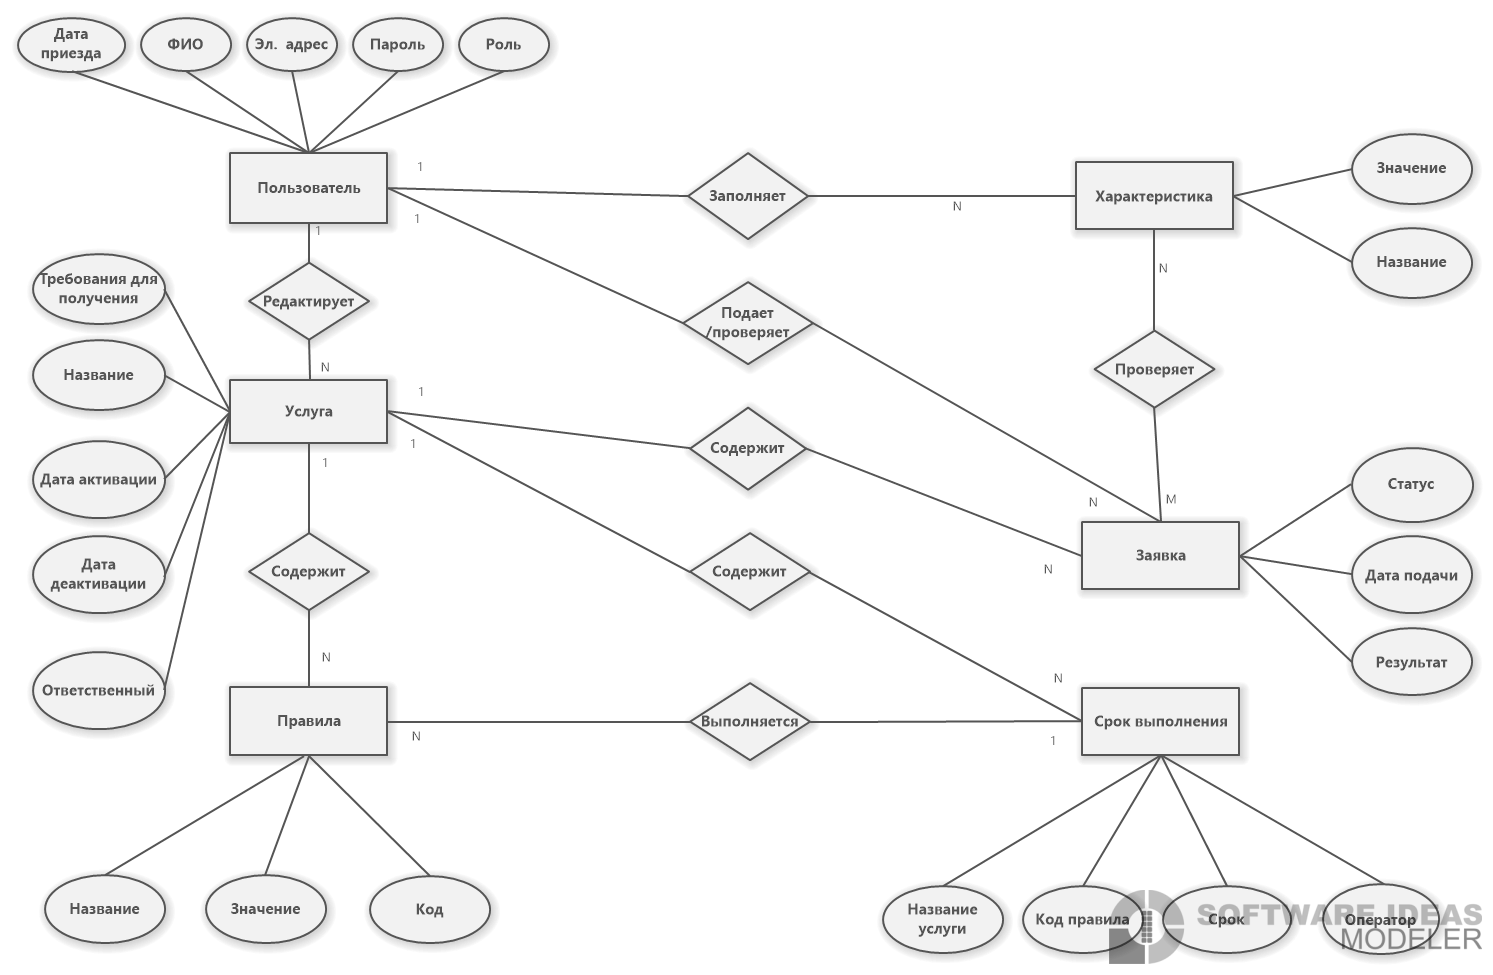 Дата
приезда
ФИО
Эл. адрес
Пароль
Роль
Пользователь
1
Заполняет
N
Характеристика
Значение
Название
1
1
Редактирует
N
Подает
/проверяет
N
Проверяет
M
N
Требования для
получения
Название
Дата активации
Дата
деактивации
Ответственный
Услуга
1
1
1
Содержит
N
Заявка
Статус
Дата подачи
Результат
Содержит
N
Содержит
N
Правила
N
Выполняется
1
Срок выполнения
Название
Значение
Код
Название
услуги
Код правила
Срок
Оператор
SOFTWARE IDEAS
MODELER